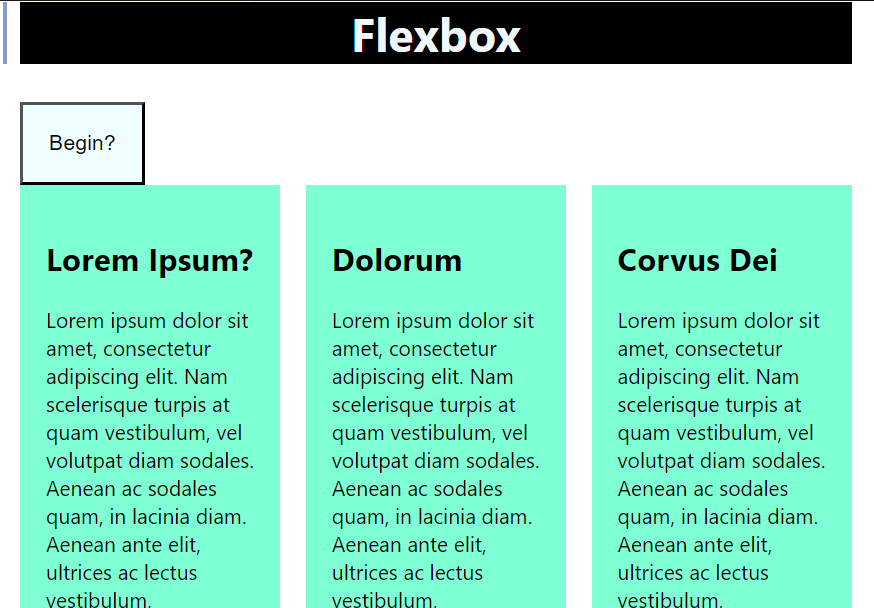 Flexbox
Begin?
Lorem Ipsum?
Lorem ipsum dolor sit
amet, consectetur
adipiscing elit. Nam
scelerisque turpis at
quam vestibulum, vel
volutpat diam sodales.
Aenean ac sodales
quam, in lacinia diam.
Aenean ante elit,
ultrices ac lectus
vestibulum,
Dolorum
Lorem ipsum dolor sit
amet, consectetur
adipiscing elit. Nam
scelerisque turpis at
quam vestibulum, vel
volutpat diam sodales.
Aenean ac sodales
quam, in lacinia diam.
Aenean ante elit,
ultrices ac lectus
vestibulum,
Corvus Dei
Lorem ipsum dolor sit
amet, consectetur
adipiscing elit. Nam
scelerisque turpis at
quam vestibulum, vel
volutpat diam sodales.
Aenean ac sodales
quam, in lacinia diam.
Aenean ante elit,
ultrices ac lectus
vestibulum,